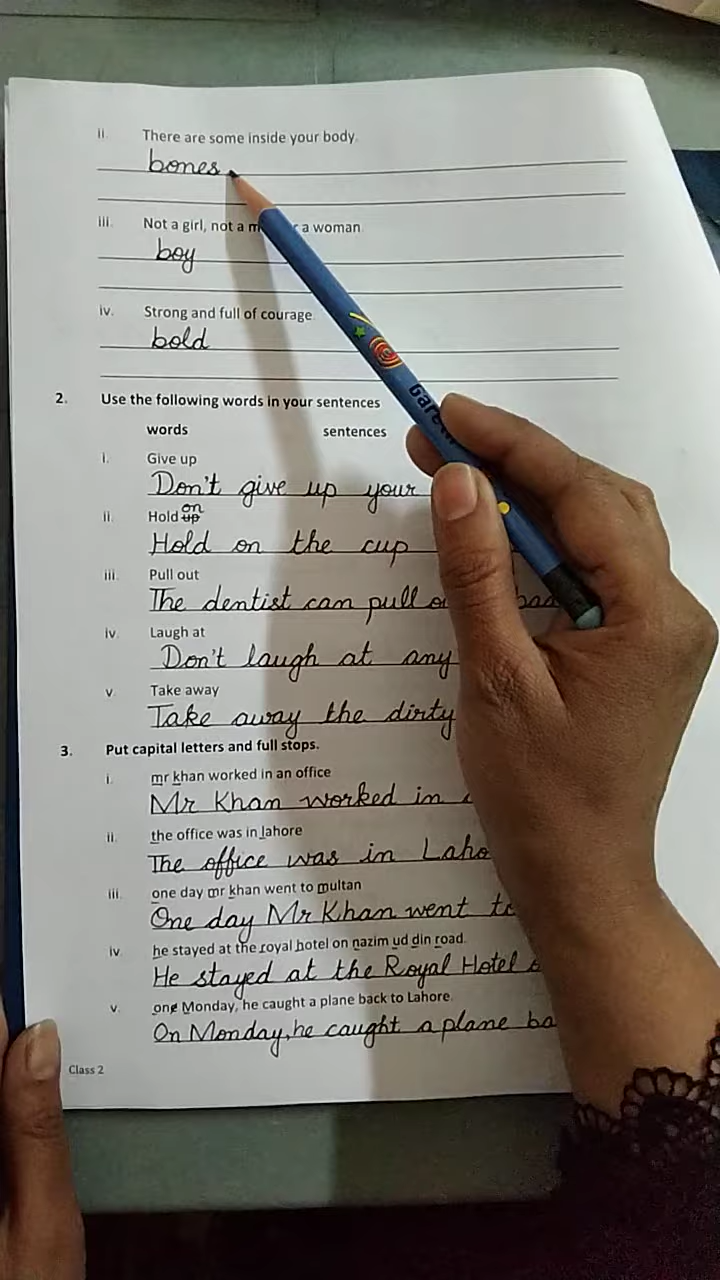 ii. There are some inside your body.
bones
iii. Not a girl, not a a woman
boy
iv. Strong and full of courage.
bold
2. Use the following words in your sentences
words sentences
i. Give up
Don't give up your
ii. Hold up on
Hold on the cup
iii. Pull out
The dentist can pull
iv. Laugh at
Don't laugh at any
v. Take away
Take away the dirty
3. Put capital letters and full stops.
i. mr khan worked in an office
Mr Khan worked in
ii. the office was in lahore
The office was in
iii. one day mr khan went to multan
One day Mr Khan went
iv. he stayed at the royal hotel on nazim ud din road.
He stayed at the Royal Hotel
v. one Monday, he caught a plane back to Lahore.
On Monday, he caught a plane
Class 2